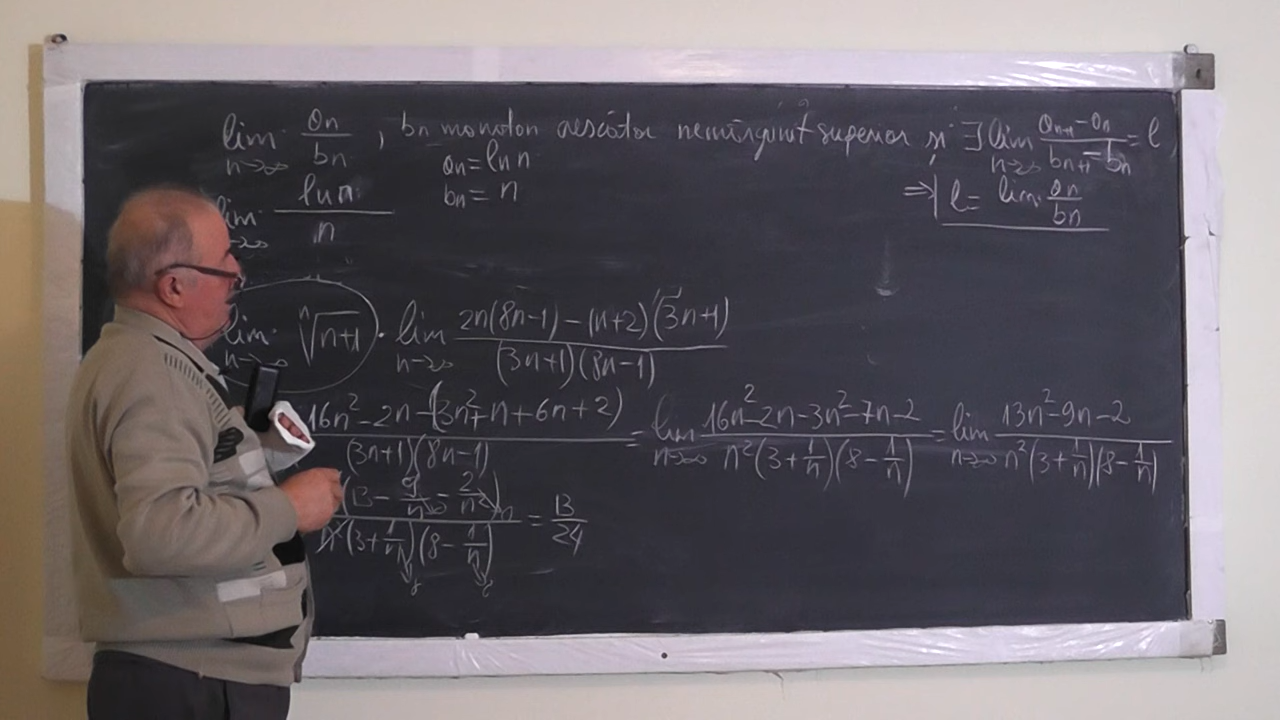 lim n→∞ an/bn , bn monoton crescător nemărginit superior și ∃ lim n→∞ (an+1 − an)/(bn+1 − bn) = l
an = ln n
bn = n
⇒ l = lim an/bn
lim n→∞ ln n / n
lim n→∞ ⁿ√(n+1) · lim n→∞ (2n(8n−1) − (n+2)(3n+1))/((3n+1)(8n−1))
(16n² − 2n − (3n² + n + 6n + 2))/((3n+1)(8n−1)) = lim n→∞ (16n² − 2n − 3n² − 7n − 2)/(n²(3 + 1/n)(8 − 1/n)) = lim n→∞ (13n² − 9n − 2)/(n²(3 + 1/n)(8 − 1/n))
(13 − 9/n − 2/n²)/(n²(3 + 1/n)(8 − 1/n)) = 13/24